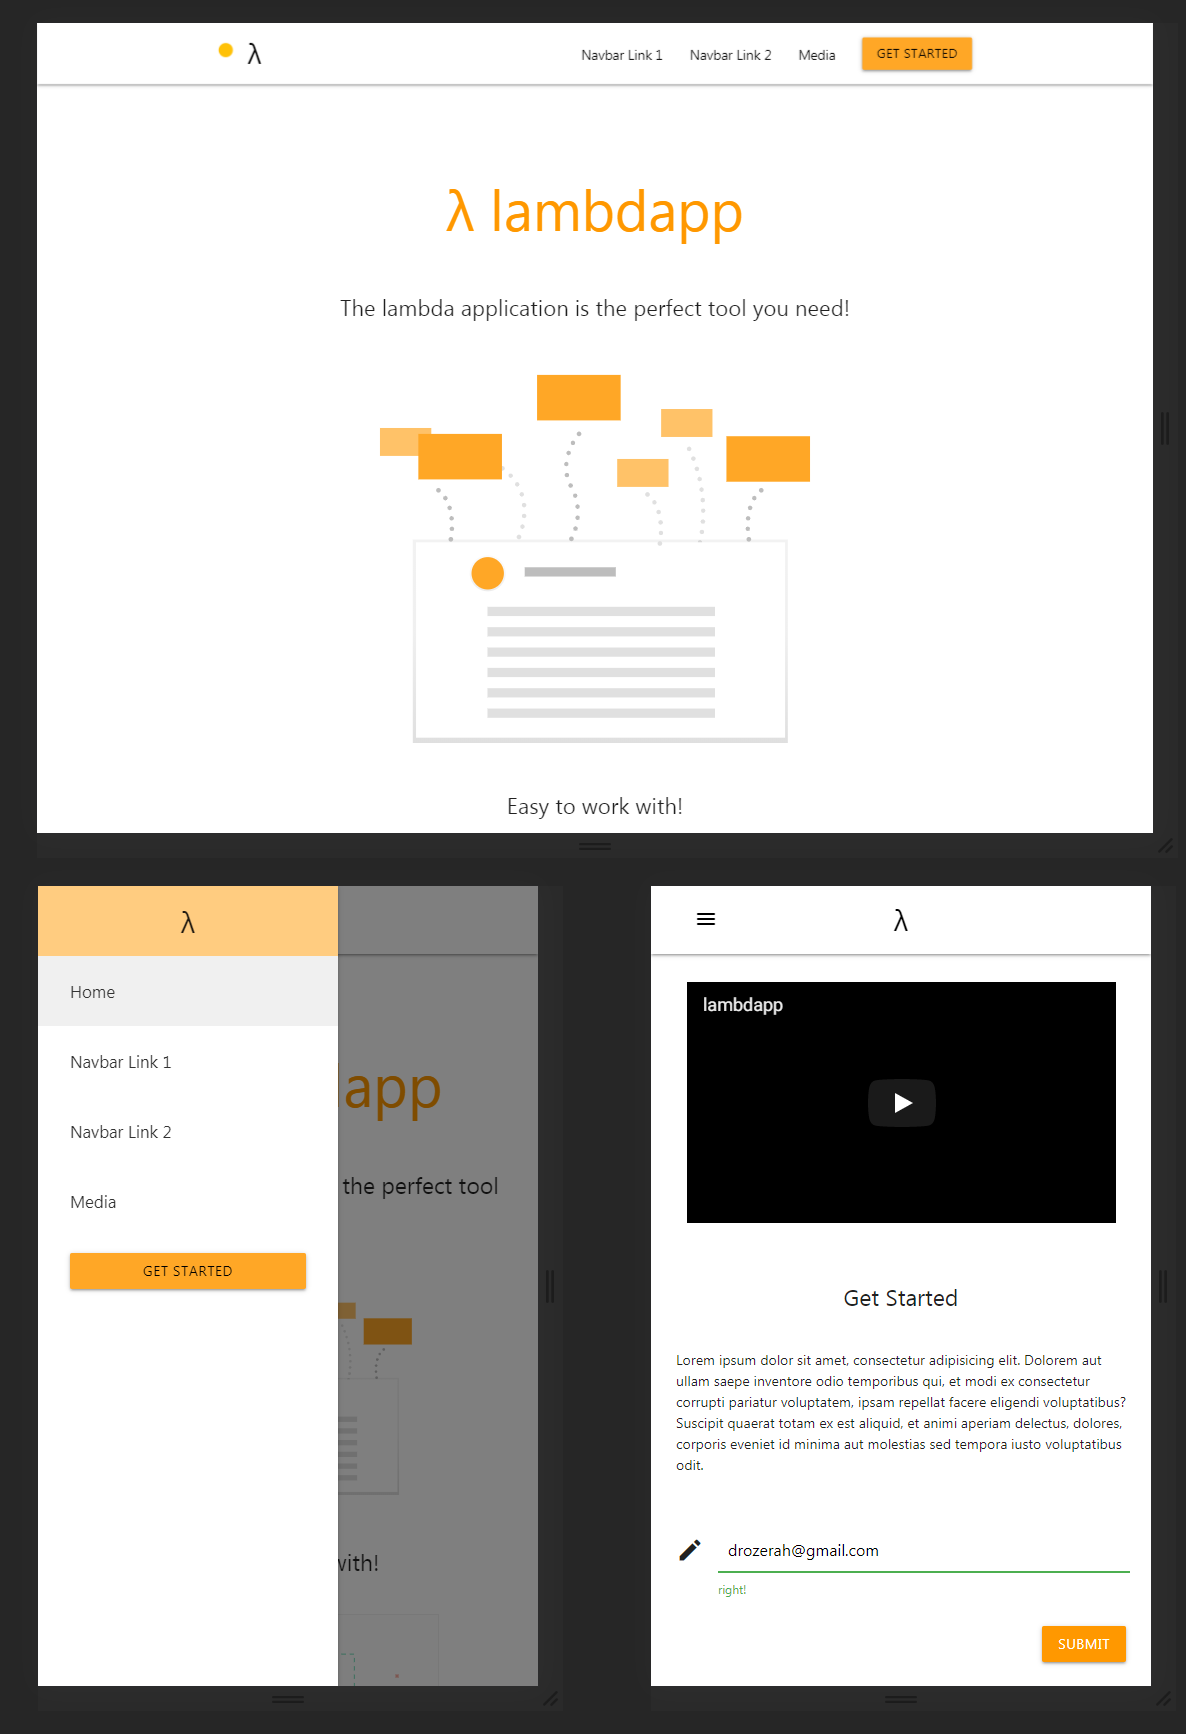 λ
Navbar Link 1
Navbar Link 2
Media
GET STARTED
λ lambdapp
The lambda application is the perfect tool you need!
Easy to work with!
λ
Home
Navbar Link 1
Navbar Link 2
Media
GET STARTED
app
the perfect tool
with!
λ
lambdapp
Get Started
Lorem ipsum dolor sit amet, consectetur adipisicing elit. Dolorem aut
ullam saepe inventore odio temporibus qui, et modi ex consectetur
corrupti pariatur voluptatem, ipsam repellat facere eligendi voluptatibus?
Suscipit quaerat totam ex est aliquid, et animi aperiam delectus, dolores,
corporis eveniet id minima aut molestias sed tempora iusto voluptatibus
odit.
drozerah@gmail.com
right!
SUBMIT